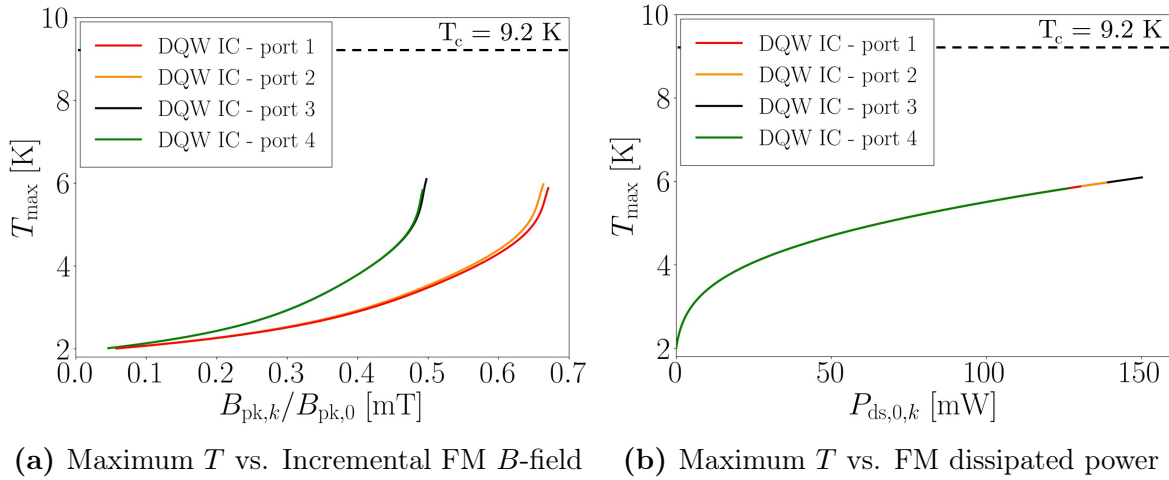 10
8
6
4
2
T_max [K]
T_c = 9.2 K
DQW IC - port 1
DQW IC - port 2
DQW IC - port 3
DQW IC - port 4
0.0 0.1 0.2 0.3 0.4 0.5 0.6 0.7
B_pk,k/B_pk,0 [mT]
(a) Maximum T vs. Incremental FM B-field
10
8
6
4
2
T_max [K]
T_c = 9.2 K
DQW IC - port 1
DQW IC - port 2
DQW IC - port 3
DQW IC - port 4
0 50 100 150
P_ds,0,k [mW]
(b) Maximum T vs. FM dissipated power